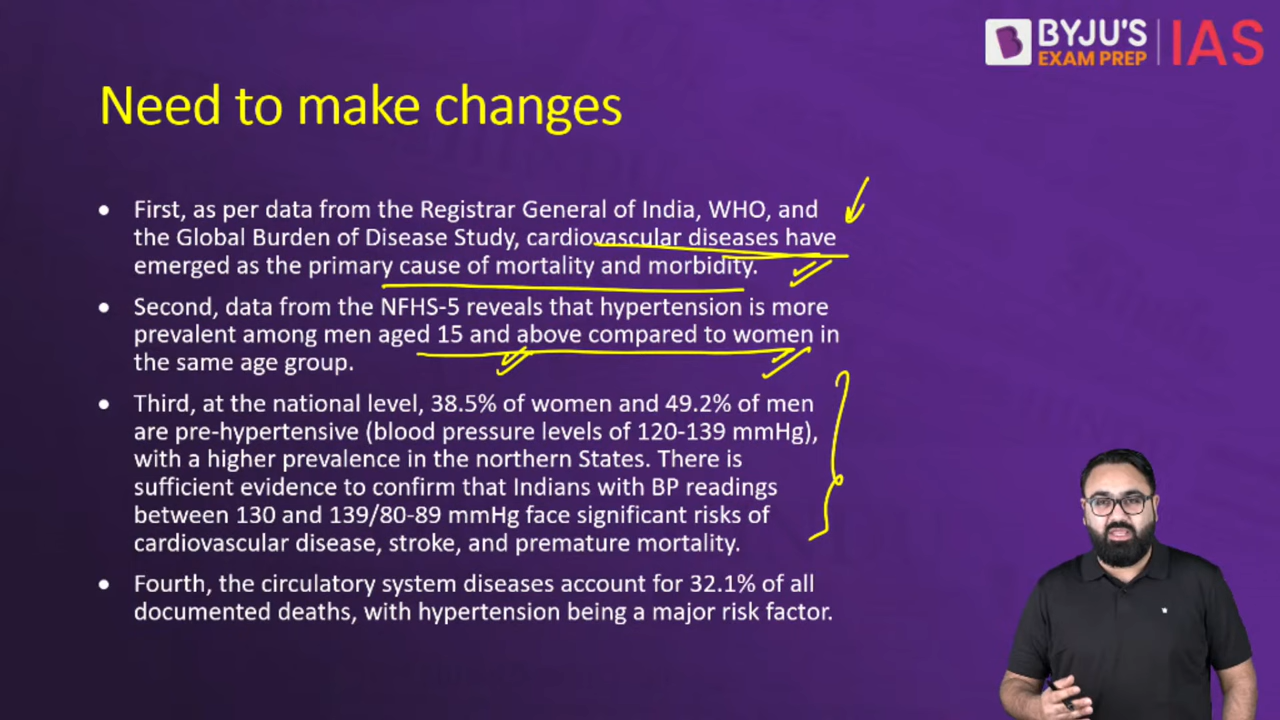 BYJU'S
EXAM PREP
IAS
Need to make changes
• First, as per data from the Registrar General of India, WHO, and
the Global Burden of Disease Study, cardiovascular diseases have
emerged as the primary cause of mortality and morbidity.
• Second, data from the NFHS-5 reveals that hypertension is more
prevalent among men aged 15 and above compared to women in
the same age group.
• Third, at the national level, 38.5% of women and 49.2% of men
are pre-hypertensive (blood pressure levels of 120-139 mmHg),
with a higher prevalence in the northern States. There is
sufficient evidence to confirm that Indians with BP readings
between 130 and 139/80-89 mmHg face significant risks of
cardiovascular disease, stroke, and premature mortality.
• Fourth, the circulatory system diseases account for 32.1% of all
documented deaths, with hypertension being a major risk factor.